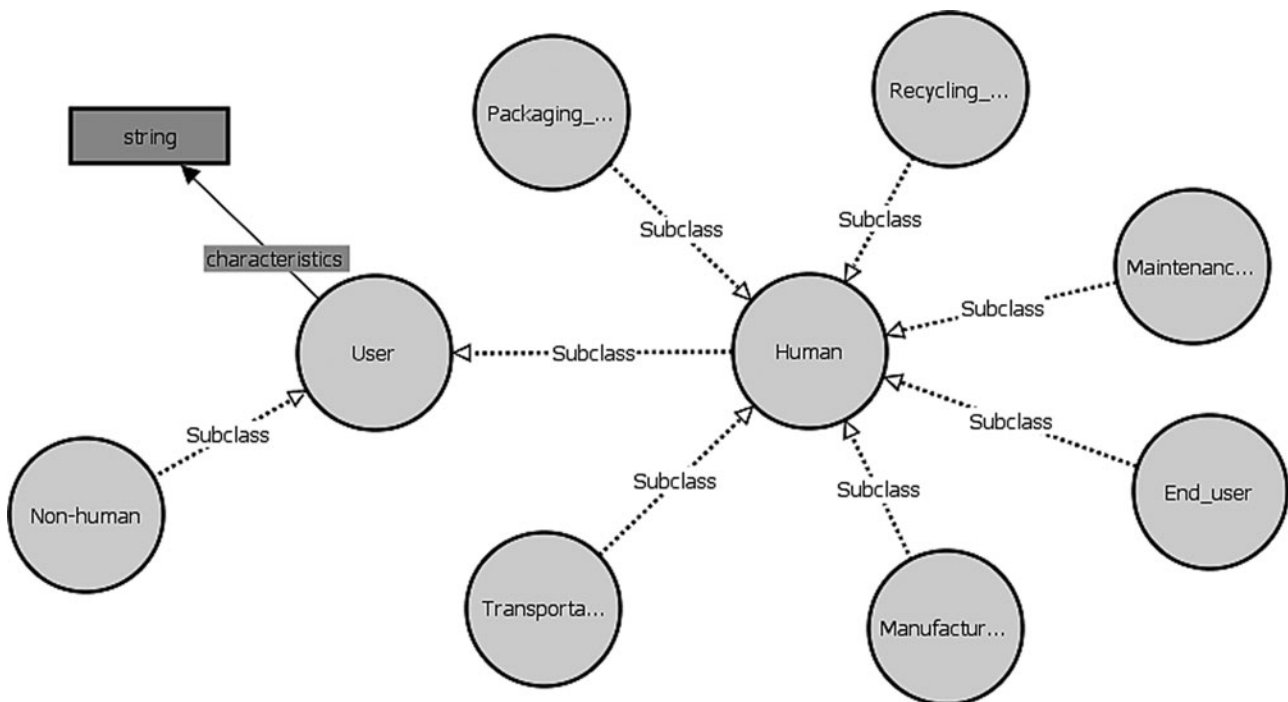 Recycling_...
Packaging_...
string
Subclass
Subclass
characteristics
Maintenanc...
Subclass
User
Subclass
Human
Subclass
Subclass
Subclass
Subclass
End_user
Non-human
Transporta...
Manufactur...